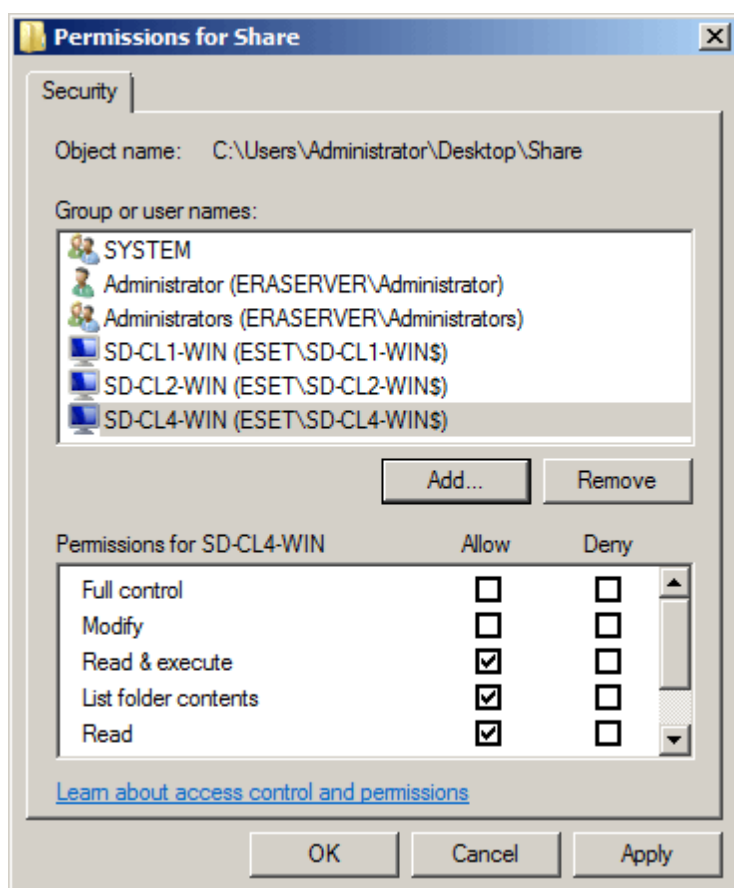 Permissions for Share
Security
Object name: C:\Users\Administrator\Desktop\Share
Group or user names:
SYSTEM
Administrator (ERASERVER\Administrator)
Administrators (ERASERVER\Administrators)
SD-CL1-WIN (ESET\SD-CL1-WIN$)
SD-CL2-WIN (ESET\SD-CL2-WIN$)
SD-CL4-WIN (ESET\SD-CL4-WIN$)
Add... Remove
Permissions for SD-CL4-WIN Allow Deny
Full control
Modify
Read & execute
List folder contents
Read
Learn about access control and permissions
OK Cancel Apply